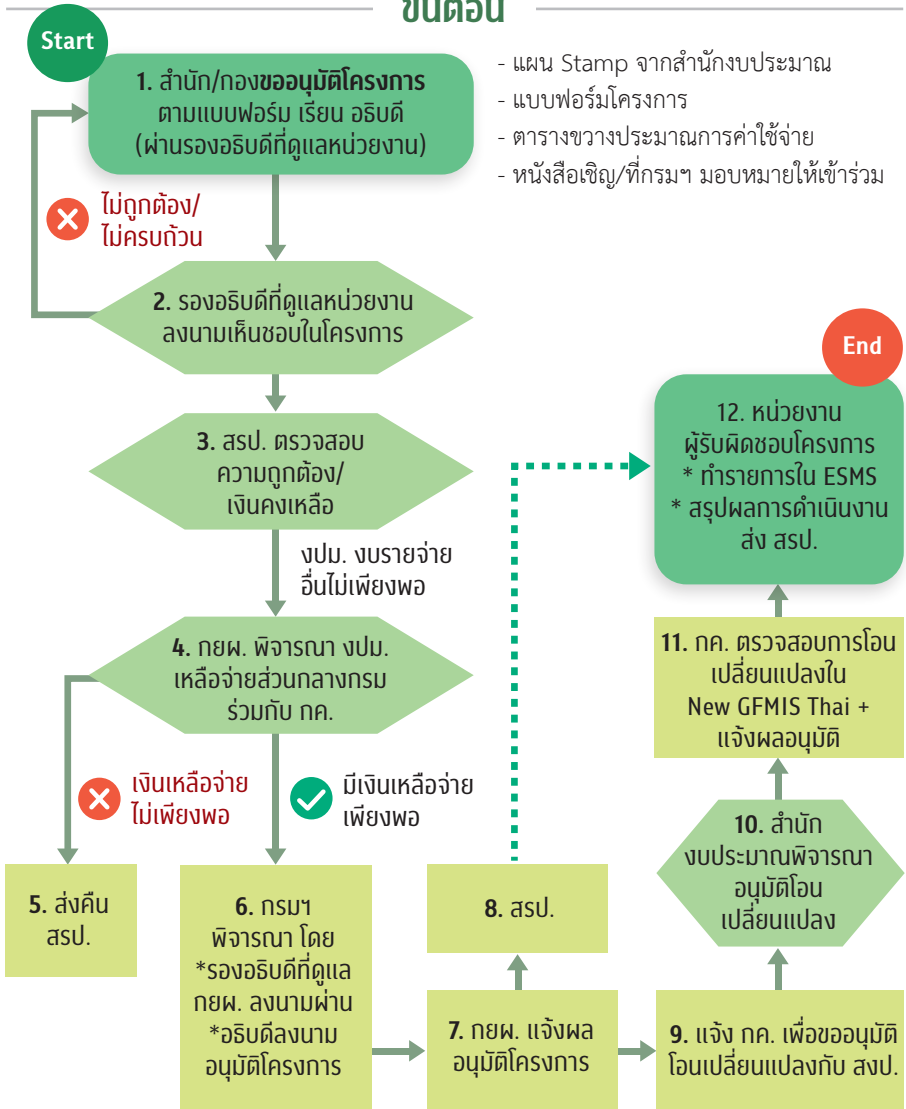 ขั้นตอน
Start
1. สำนัก/กองขออนุมัติโครงการ
ตามแบบฟอร์ม เรียน อธิบดี
(ผ่านรองอธิบดีที่ดูแลหน่วยงาน)
- แผน Stamp จากสำนักงบประมาณ
- แบบฟอร์มโครงการ
- ตารางขวางประมาณการค่าใช้จ่าย
- หนังสือเชิญ/ที่กรมฯ มอบหมายให้เข้าร่วม
ไม่ถูกต้อง/
ไม่ครบถ้วน
2. รองอธิบดีที่ดูแลหน่วยงาน
ลงนามเห็นชอบในโครงการ
3. สรป. ตรวจสอบ
ความถูกต้อง/
เงินคงเหลือ
งปม. งบรายจ่าย
อื่นไม่เพียงพอ
4. กยผ. พิจารณา งปม.
เหลือจ่ายส่วนกลางกรม
ร่วมกับ กค.
เงินเหลือจ่าย
ไม่เพียงพอ
มีเงินเหลือจ่าย
เพียงพอ
5. ส่งคืน
สรป.
6. กรมฯ
พิจารณา โดย
*รองอธิบดีที่ดูแล
กยผ. ลงนามผ่าน
*อธิบดีลงนาม
อนุมัติโครงการ
7. กยผ. แจ้งผล
อนุมัติโครงการ
8. สรป.
9. แจ้ง กค. เพื่อขออนุมัติ
โอนเปลี่ยนแปลงกับ สงป.
10. สำนัก
งบประมาณพิจารณา
อนุมัติโอน
เปลี่ยนแปลง
11. กค. ตรวจสอบการโอน
เปลี่ยนแปลงใน
New GFMIS Thai +
แจ้งผลอนุมัติ
End
12. หน่วยงาน
ผู้รับผิดชอบโครงการ
* ทำรายการใน ESMS
* สรุปผลการดำเนินงาน
ส่ง สรป.